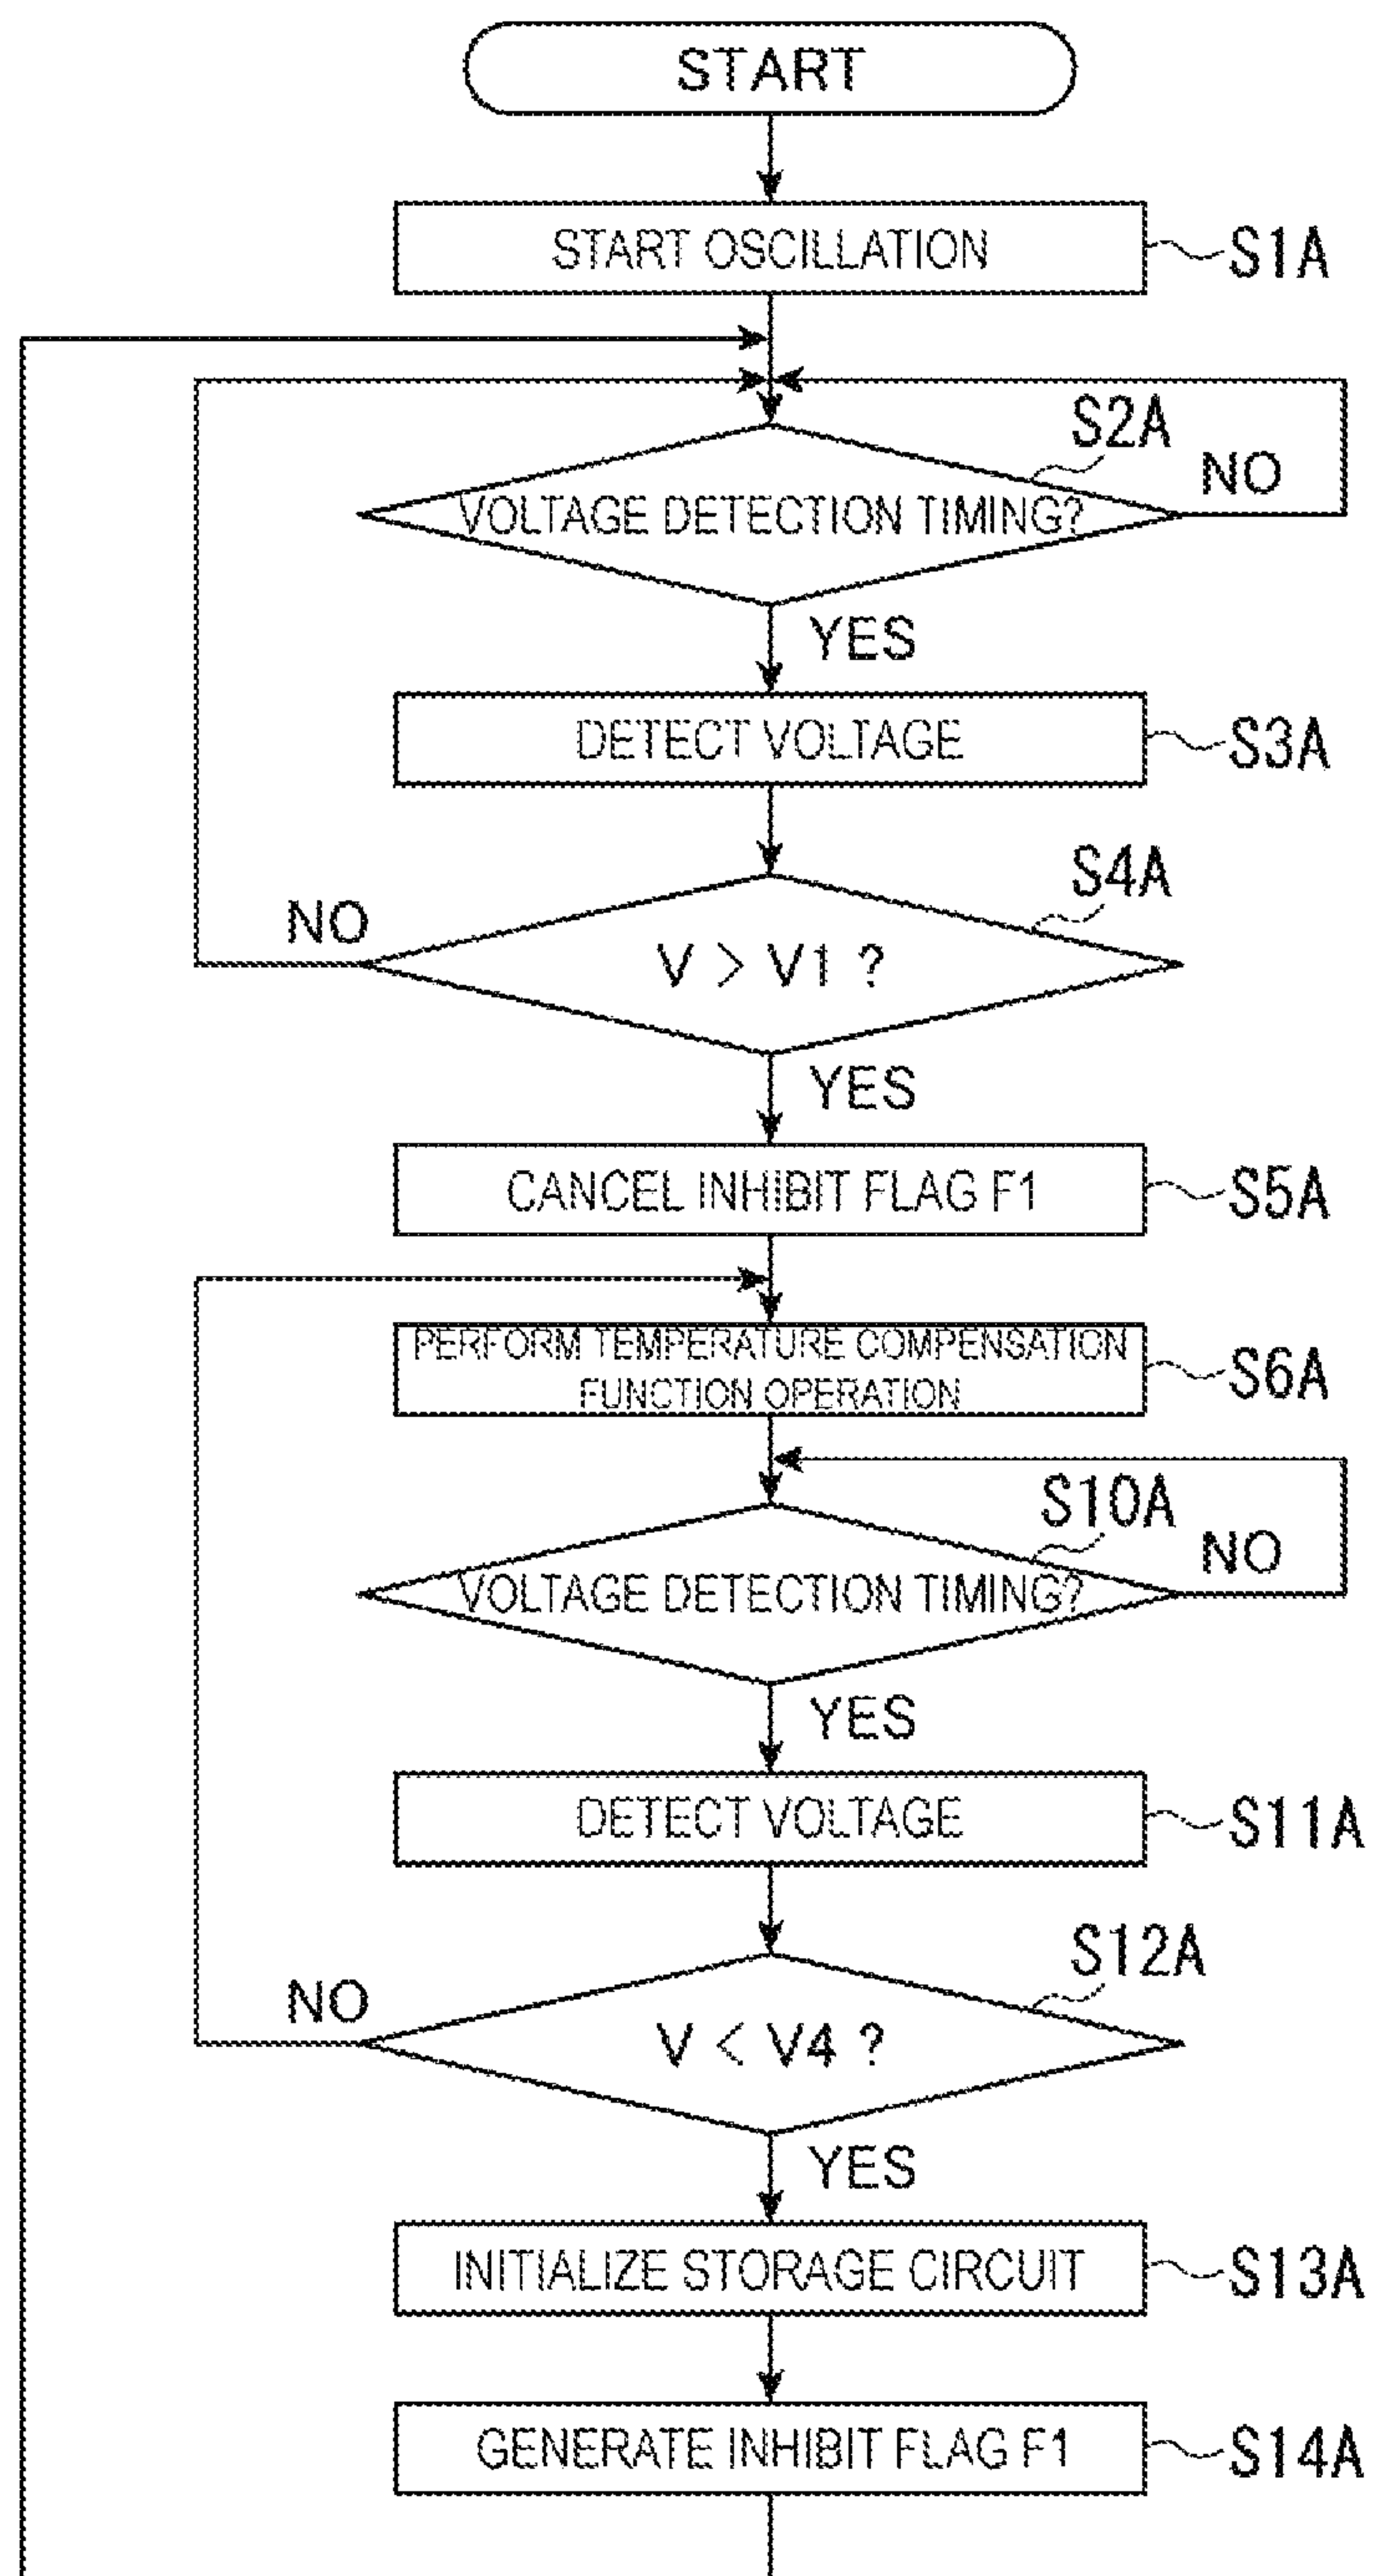 START
START OSCILLATION
S1A
S2A
NO
VOLTAGE DETECTION TIMING?
YES
DETECT VOLTAGE
S3A
S4A
NO
V > V1 ?
YES
CANCEL INHIBIT FLAG F1
S5A
PERFORM TEMPERATURE COMPENSATION
FUNCTION OPERATION
S6A
S10A
NO
VOLTAGE DETECTION TIMING?
YES
DETECT VOLTAGE
S11A
S12A
NO
V < V4 ?
YES
INITIALIZE STORAGE CIRCUIT
S13A
GENERATE INHIBIT FLAG F1
S14A